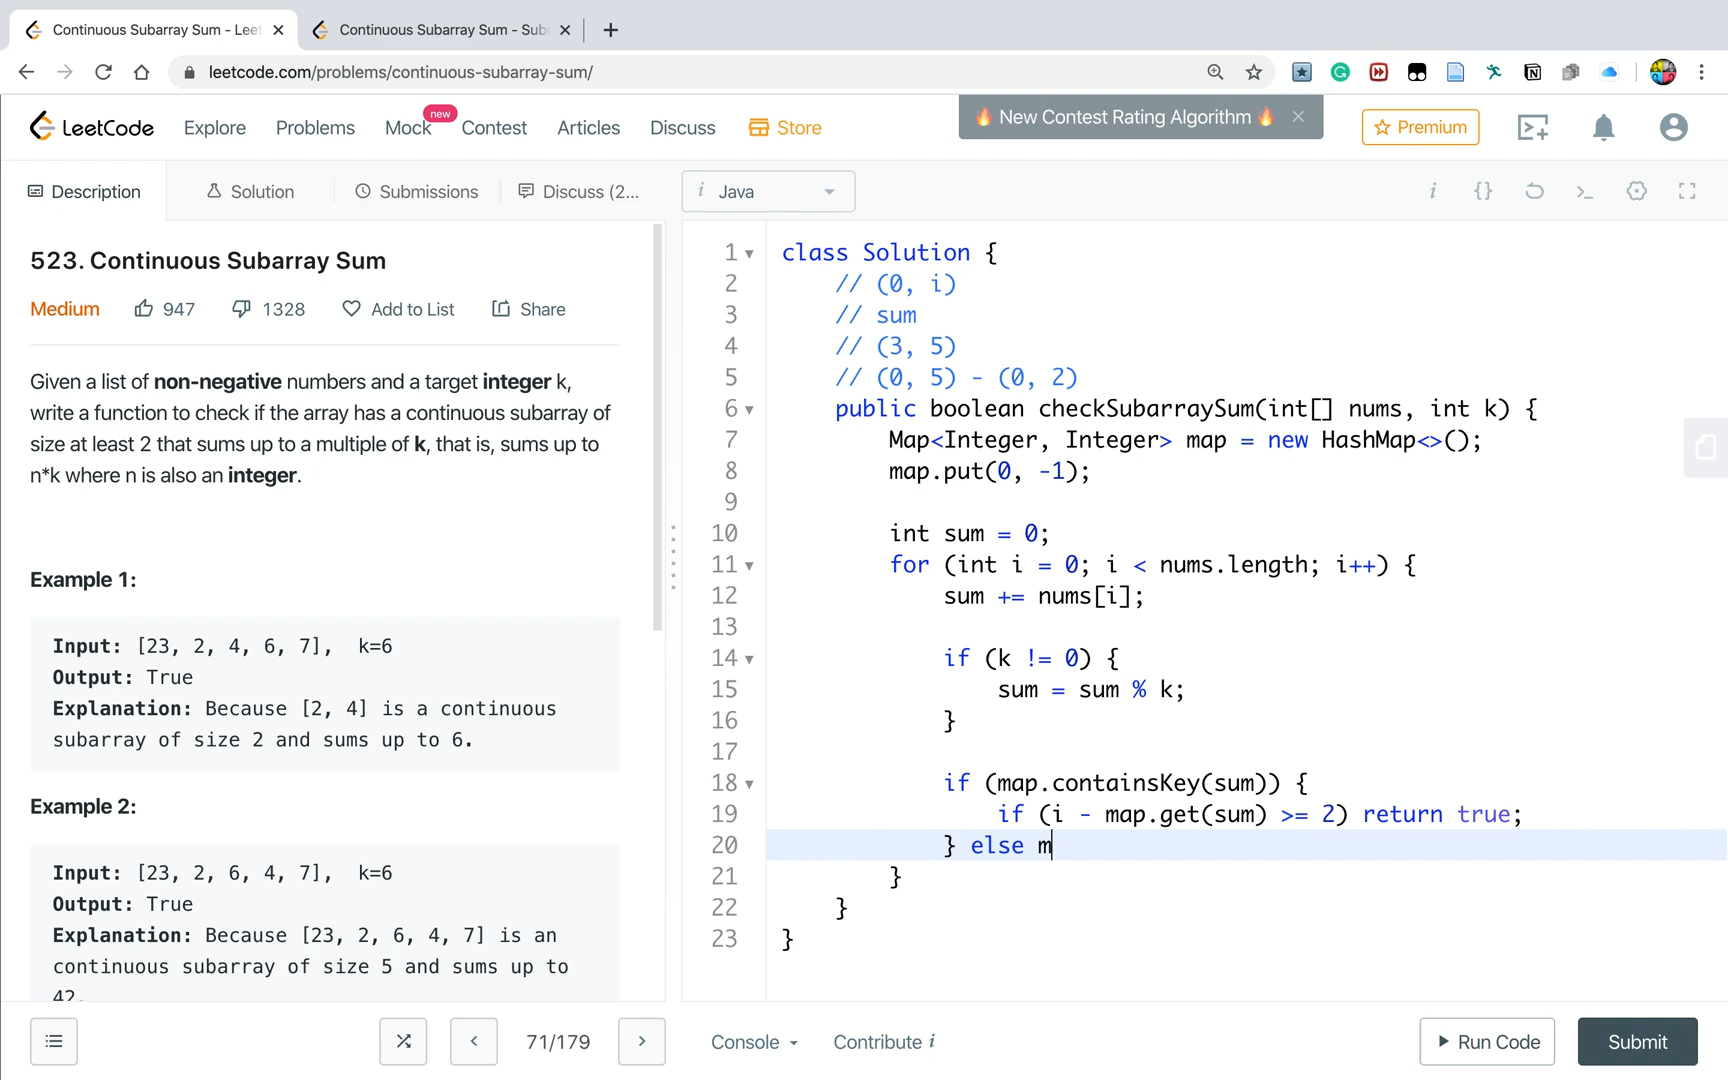 Continuous Subarray Sum - Leet
Continuous Subarray Sum - Sub
leetcode.com/problems/continuous-subarray-sum/
LeetCode
Explore
Problems
Mock
new
Contest
Articles
Discuss
Store
🔥 New Contest Rating Algorithm 🔥
Premium
Description
Solution
Submissions
Discuss (2...
i Java
523. Continuous Subarray Sum
Medium 947 1328 Add to List Share
Given a list of non-negative numbers and a target integer k,
write a function to check if the array has a continuous subarray of
size at least 2 that sums up to a multiple of k, that is, sums up to
n*k where n is also an integer.
Example 1:
Input: [23, 2, 4, 6, 7],  k=6
Output: True
Explanation: Because [2, 4] is a continuous
subarray of size 2 and sums up to 6.
Example 2:
Input: [23, 2, 6, 4, 7],  k=6
Output: True
Explanation: Because [23, 2, 6, 4, 7] is an
continuous subarray of size 5 and sums up to
42.
1 class Solution {
2 // (0, i)
3 // sum
4 // (3, 5)
5 // (0, 5) - (0, 2)
6 public boolean checkSubarraySum(int[] nums, int k) {
7 Map<Integer, Integer> map = new HashMap<>();
8 map.put(0, -1);
9
10 int sum = 0;
11 for (int i = 0; i < nums.length; i++) {
12 sum += nums[i];
13
14 if (k != 0) {
15 sum = sum % k;
16 }
17
18 if (map.containsKey(sum)) {
19 if (i - map.get(sum) >= 2) return true;
20 } else m
21 }
22 }
23 }
71/179
Console
Contribute i
Run Code
Submit